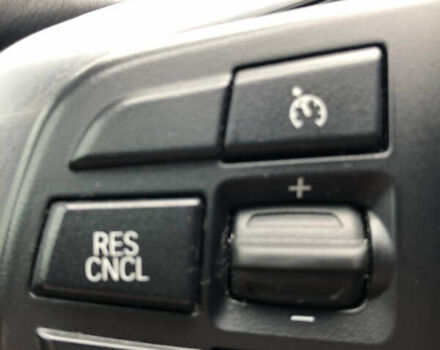 +
RES
CNCL
–